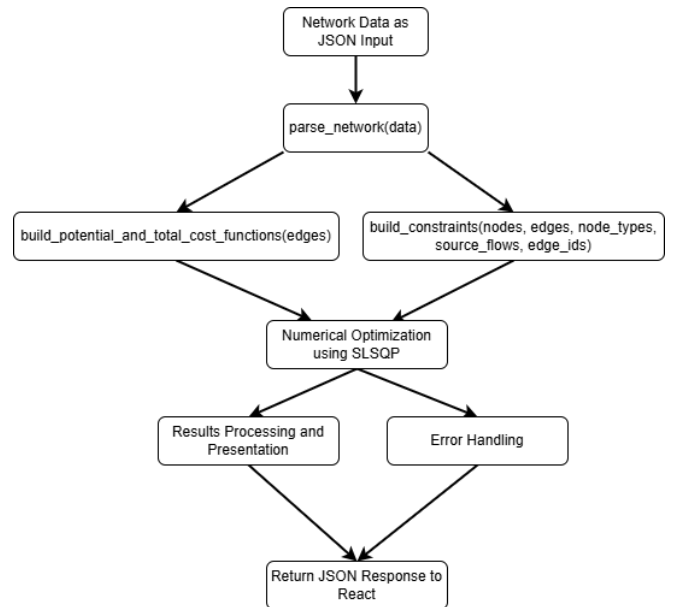 Network Data as
JSON Input
parse_network(data)
build_potential_and_total_cost_functions(edges)
build_constraints(nodes, edges, node_types,
source_flows, edge_ids)
Numerical Optimization
using SLSQP
Results Processing and
Presentation
Error Handling
Return JSON Response to
React